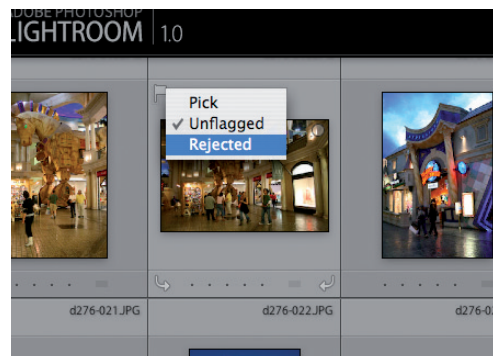 ADOBE PHOTOSHOP
LIGHTROOM 1.0
Pick
Unflagged
Rejected
d276-021.JPG
d276-022.JPG